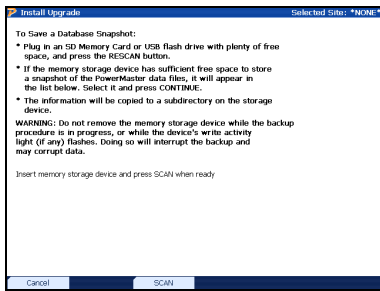 Install Upgrade
Selected Site: *NONE*
To Save a Database Snapshot:
* Plug in an SD Memory Card or USB flash drive with plenty of free
space, and press the RESCAN button.
* If the memory storage device has sufficient free space to store
a snapshot of the PowerMaster data files, it will appear in
the list below. Select it and press CONTINUE.
* The information will be copied to a subdirectory on the storage
device.
WARNING: Do not remove the memory storage device while the backup
procedure is in progress, or while the device's write activity
light (if any) flashes. Doing so will interrupt the backup and
may corrupt data.
Insert memory storage device and press SCAN when ready
Cancel
SCAN